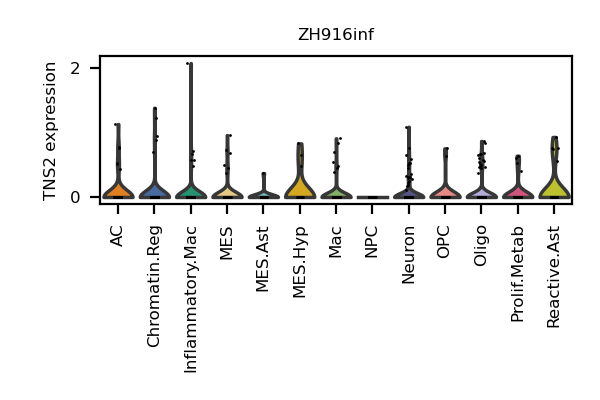 ZH916inf
TNS2 expression
2
0
AC
Chromatin.Reg
Inflammatory.Mac
MES
MES.Ast
MES.Hyp
Mac
NPC
Neuron
OPC
Oligo
Prolif.Metab
Reactive.Ast